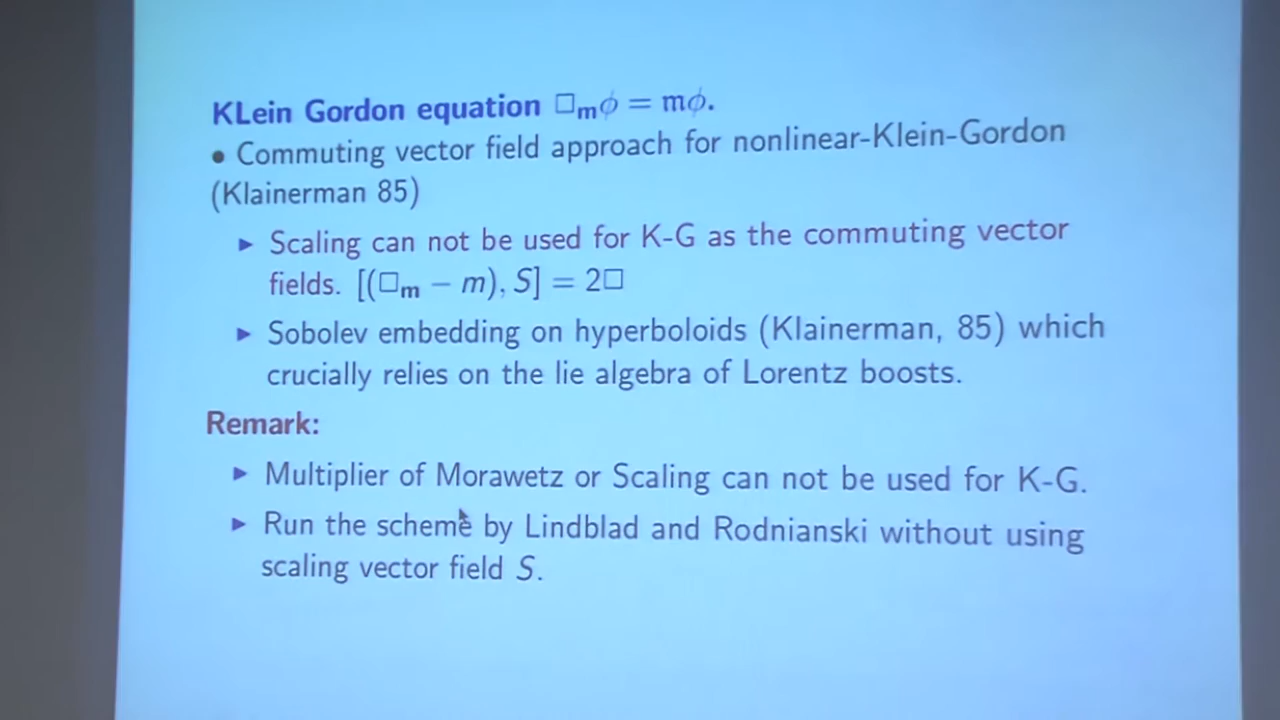 KLein Gordon equation □ₘϕ = mϕ.
• Commuting vector field approach for nonlinear-Klein-Gordon
(Klainerman 85)
▶ Scaling can not be used for K-G as the commuting vector
fields. [(□ₘ − m), S] = 2□
▶ Sobolev embedding on hyperboloids (Klainerman, 85) which
crucially relies on the lie algebra of Lorentz boosts.
Remark:
▶ Multiplier of Morawetz or Scaling can not be used for K-G.
▶ Run the scheme by Lindblad and Rodnianski without using
scaling vector field S.